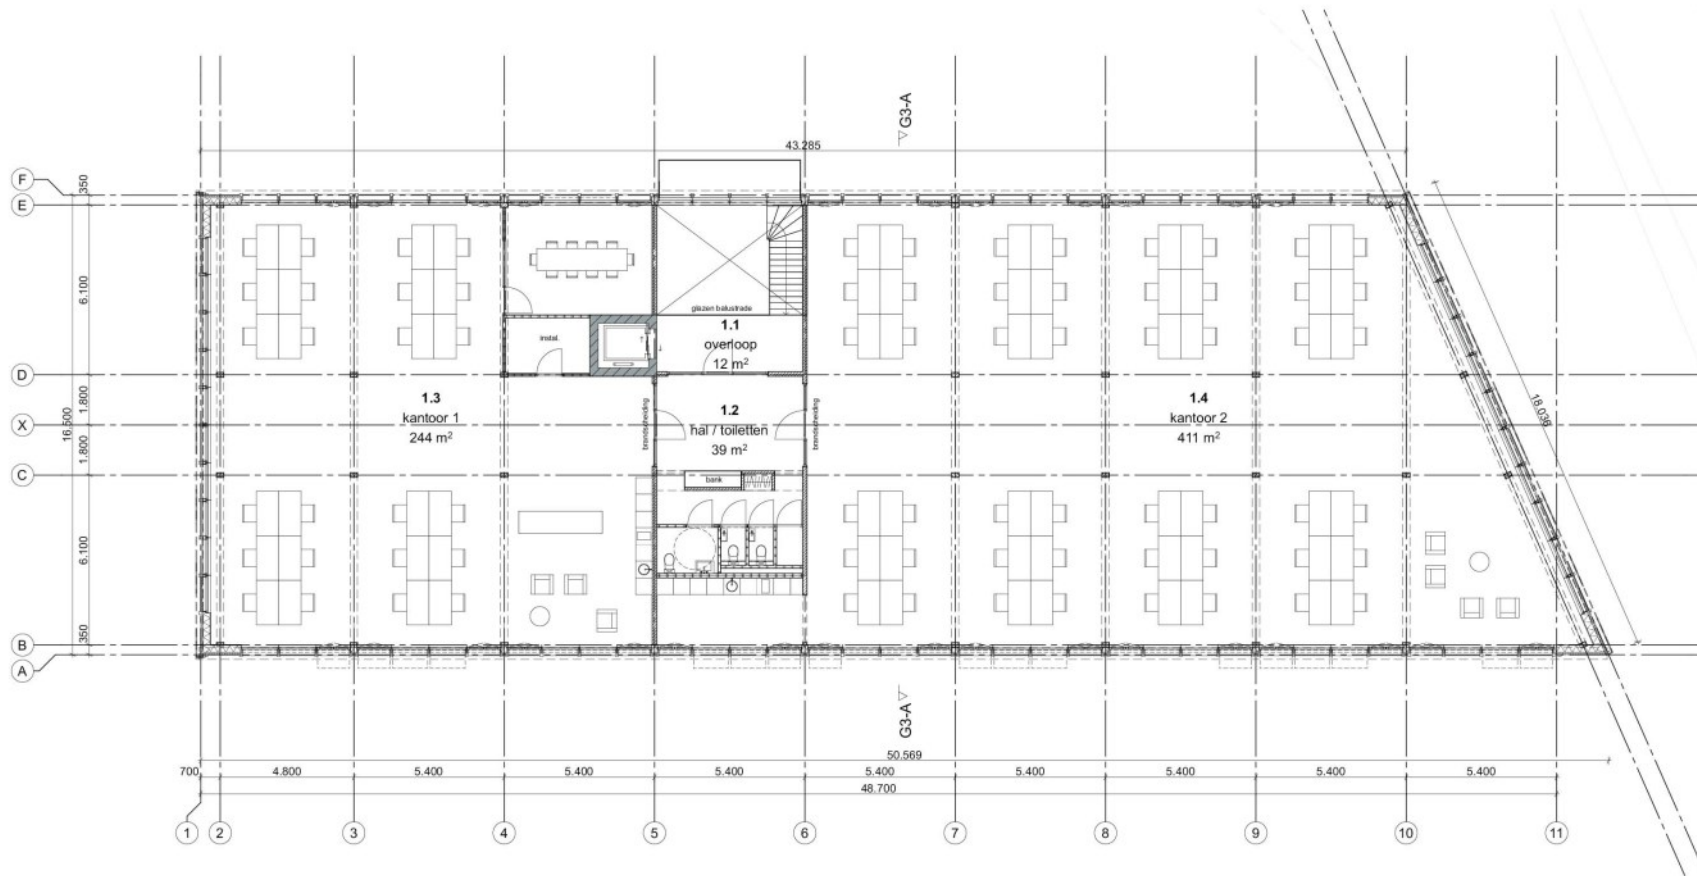 G3-A
43.285
F
350
E
6.100
glazen balustrade
1.1
overloop
12 m²
instal.
D
1.800
16.500
X
1.800
C
1.3
kantoor 1
244 m²
brandscheiding
1.2
hal / toiletten
39 m²
brandscheiding
1.4
kantoor 2
411 m²
18.036
bank
6.100
B
350
A
G3-A
50.569
700
4.800
5.400
5.400
5.400
5.400
5.400
5.400
5.400
5.400
48.700
1
2
3
4
5
6
7
8
9
10
11